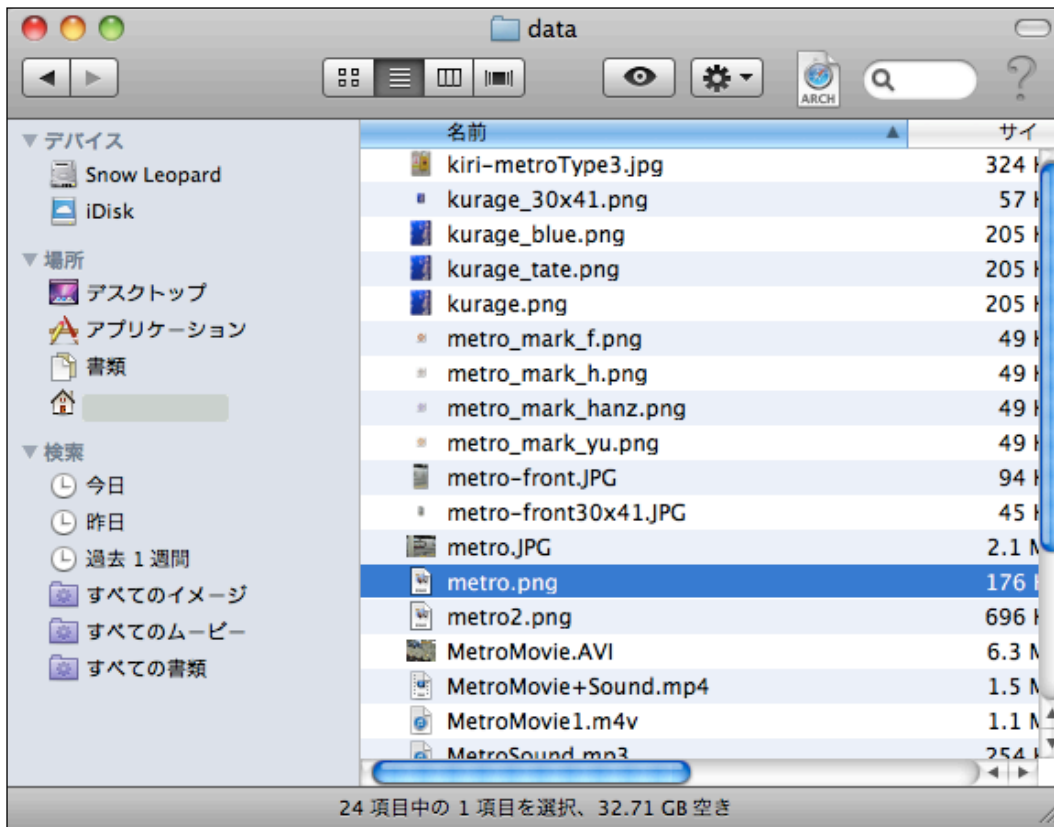 data
ARCH
デバイス
Snow Leopard
iDisk
場所
デスクトップ
アプリケーション
書類
検索
今日
昨日
過去 1 週間
すべてのイメージ
すべてのムービー
すべての書類
名前 サイ
kiri-metroType3.jpg 324
kurage_30x41.png 57
kurage_blue.png 205
kurage_tate.png 205
kurage.png 205
metro_mark_f.png 49
metro_mark_h.png 49
metro_mark_hanz.png 49
metro_mark_yu.png 49
metro-front.JPG 94
metro-front30x41.JPG 45
metro.JPG 2.1
metro.png 176
metro2.png 696
MetroMovie.AVI 6.3
MetroMovie+Sound.mp4 1.5
MetroMovie1.m4v 1.1
MetroSound.mp3 254
24 項目中の 1 項目を選択、32.71 GB 空き